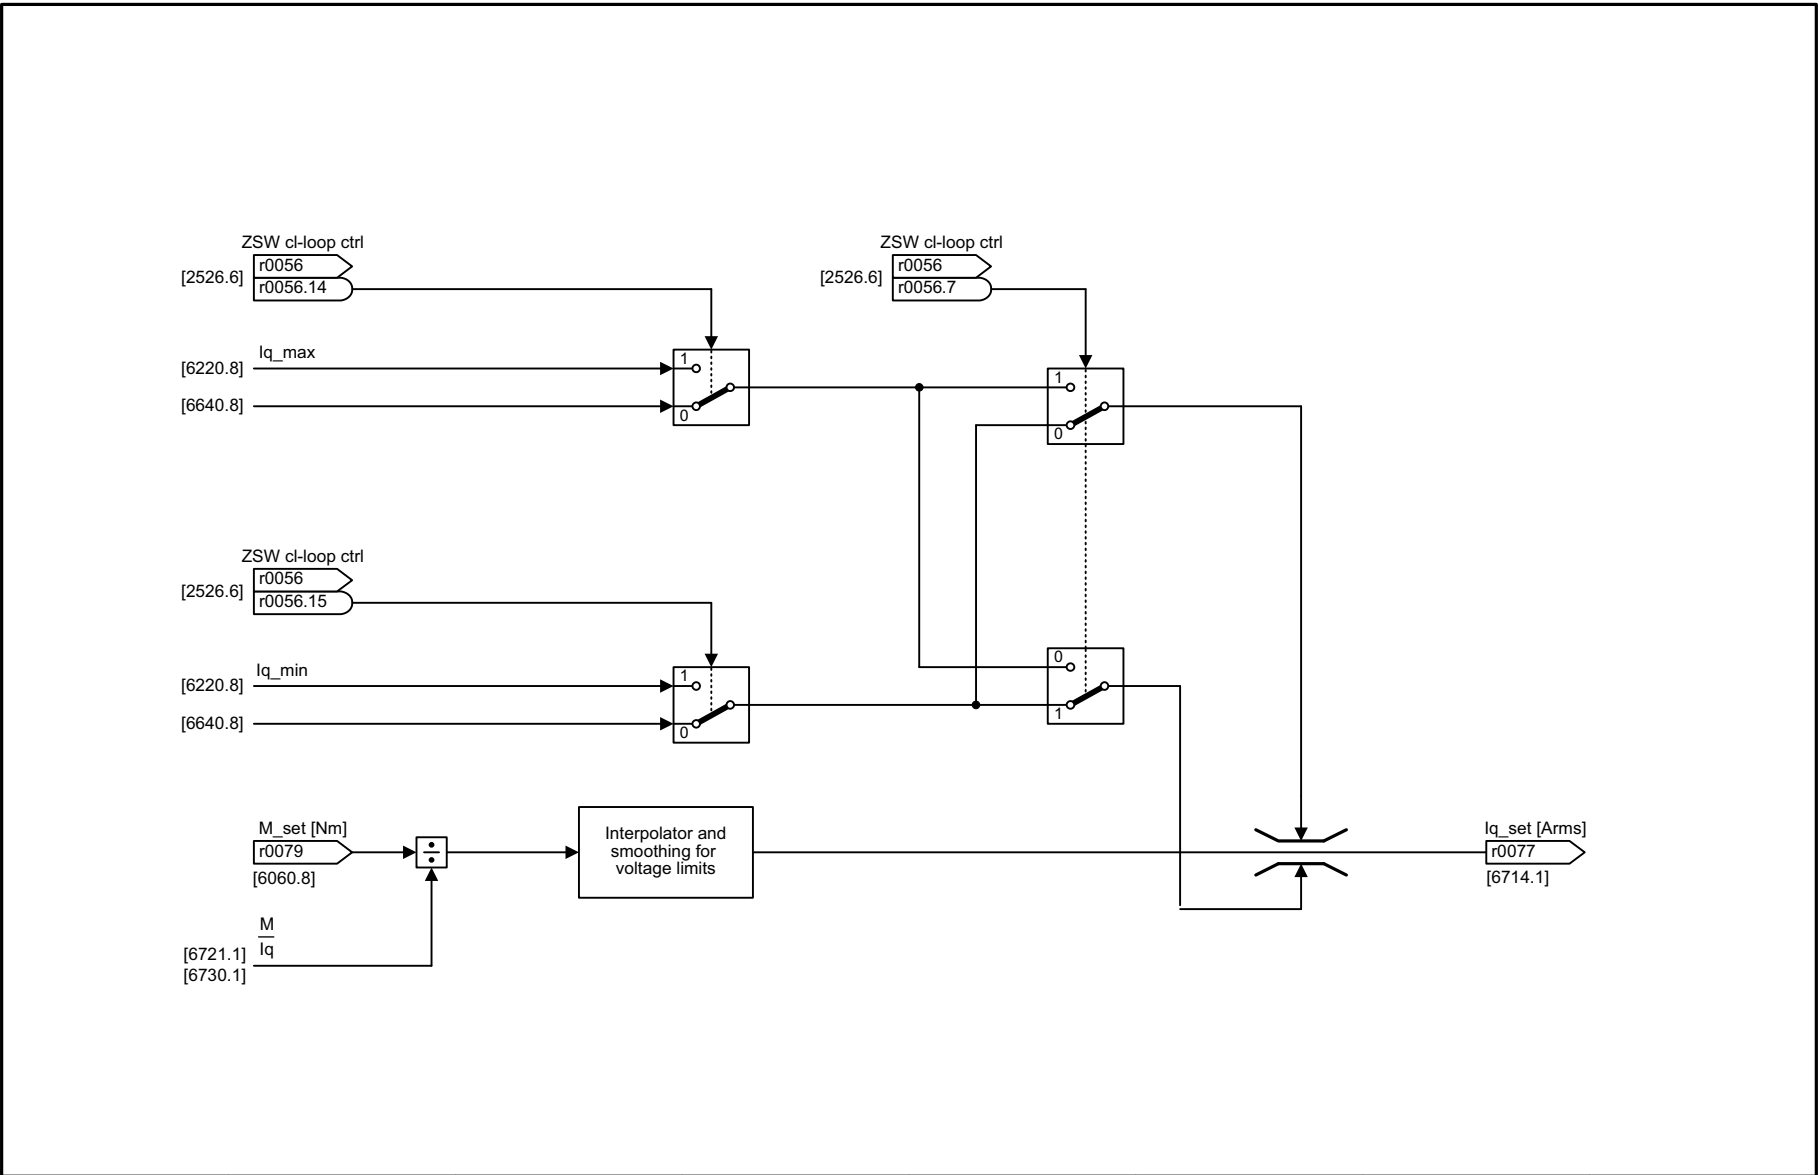 ZSW cl-loop ctrl
[2526.6]
r0056
r0056.14
ZSW cl-loop ctrl
[2526.6]
r0056
r0056.7
Iq_max
[6220.8]
[6640.8]
1
0
1
0
ZSW cl-loop ctrl
[2526.6]
r0056
r0056.15
Iq_min
[6220.8]
[6640.8]
1
0
0
1
M_set [Nm]
r0079
[6060.8]
Interpolator and
smoothing for
voltage limits
Iq_set [Arms]
r0077
[6714.1]
M
Iq
[6721.1]
[6730.1]